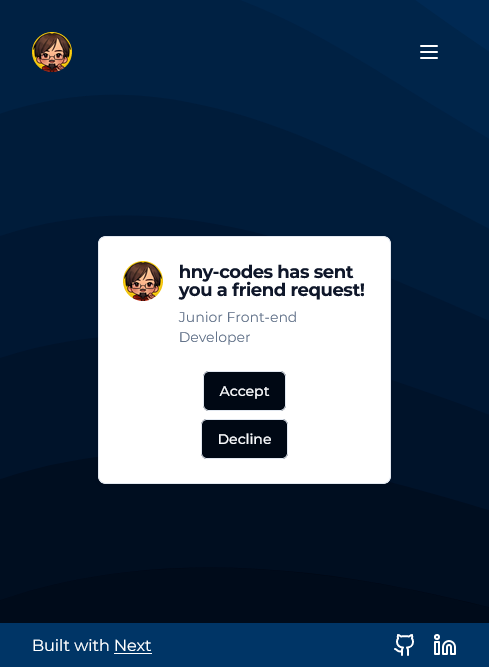 hny-codes has sent
you a friend request!
Junior Front-end
Developer
Accept
Decline
Built with Next